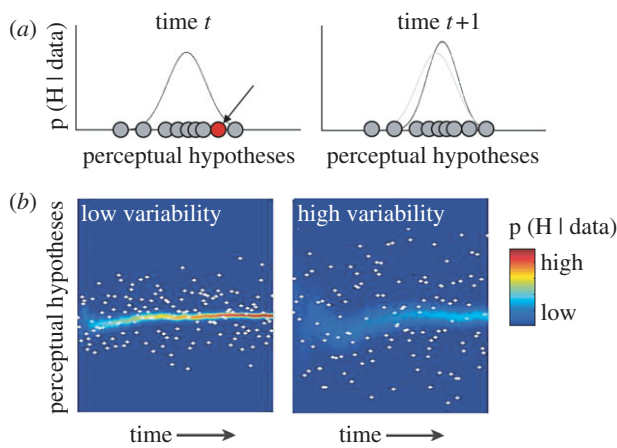 (a)
time t
time t+1
p (H | data)
perceptual hypotheses
perceptual hypotheses
(b)
low variability
high variability
perceptual hypotheses
p (H | data)
high
low
time
time